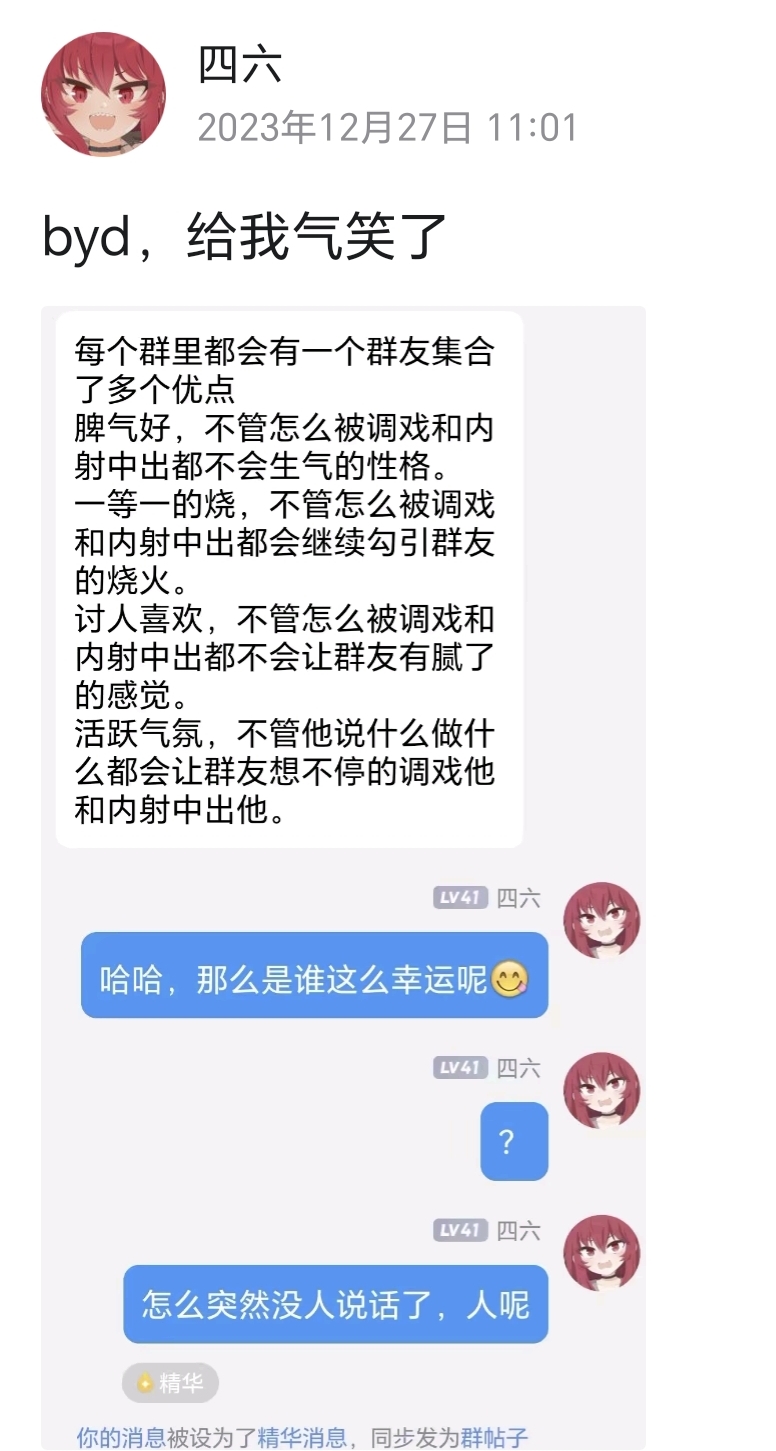 四六
2023年12月27日 11:01
byd，给我气笑了
每个群里都会有一个群友集合
了多个优点
脾气好，不管怎么被调戏和内
射中出都不会生气的性格。
一等一的烧，不管怎么被调戏
和内射中出都会继续勾引群友
的烧火。
讨人喜欢，不管怎么被调戏和
内射中出都不会让群友有腻了
的感觉。
活跃气氛，不管他说什么做什
么都会让群友想不停的调戏他
和内射中出他。
LV41 四六
哈哈，那么是谁这么幸运呢😋
LV41 四六
？
LV41 四六
怎么突然没人说话了，人呢
精华
你的消息被设为了精华消息，同步发为群帖子